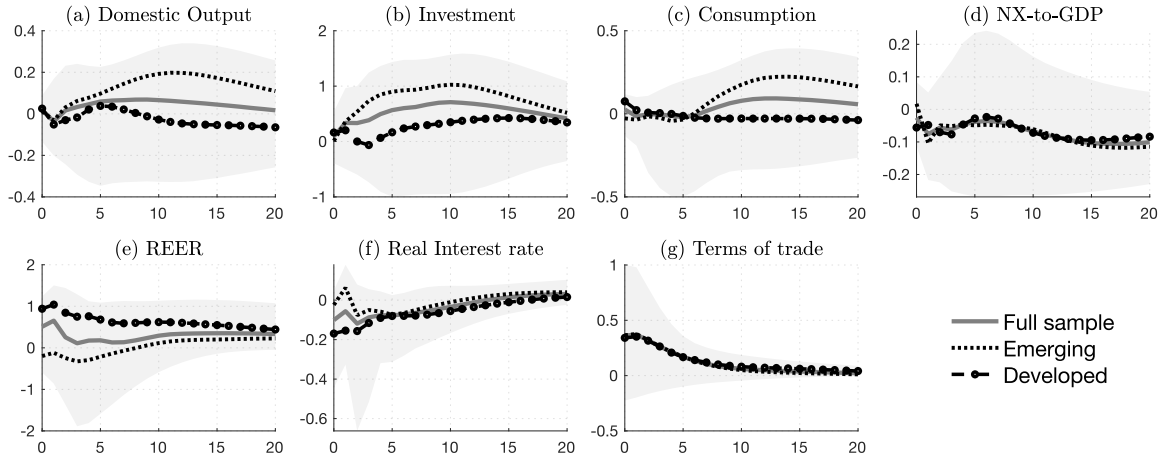 (a) Domestic Output
(b) Investment
(c) Consumption
(d) NX-to-GDP
0.4
0.2
0
-0.2
-0.4
0 5 10 15 20
2
1
0
-1
0 5 10 15 20
0.5
0
-0.5
0 5 10 15 20
0.2
0.1
0
-0.1
-0.2
0 5 10 15 20
(e) REER
(f) Real Interest rate
(g) Terms of trade
2
1
0
-1
-2
0 5 10 15 20
0
-0.2
-0.4
-0.6
0 5 10 15 20
1
0.5
0
-0.5
0 5 10 15 20
Full sample
Emerging
Developed